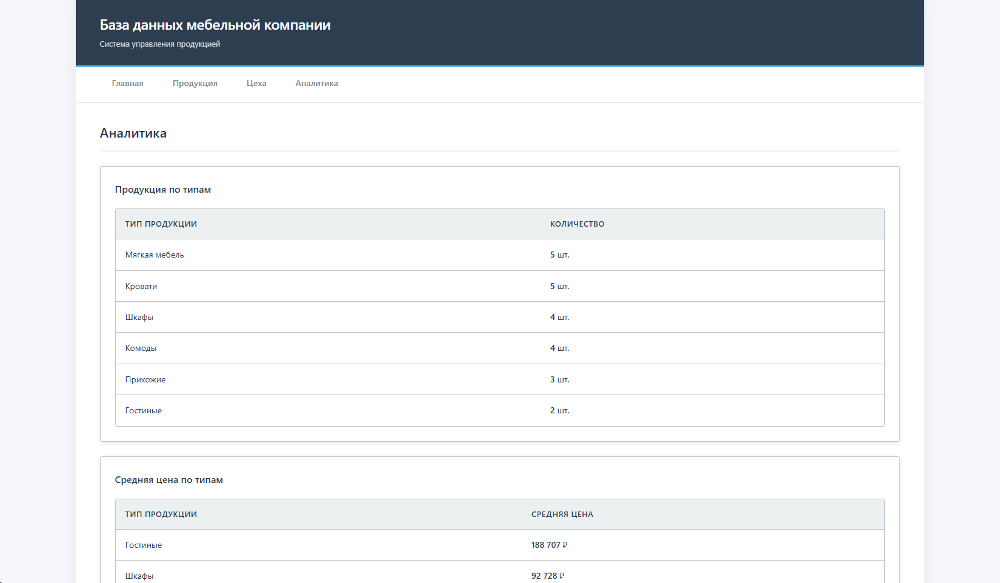 База данных мебельной компании
Система управления продукцией
Главная Продукция Цеха Аналитика
Аналитика
Продукция по типам
ТИП ПРОДУКЦИИ КОЛИЧЕСТВО
Мягкая мебель 5 шт.
Кровати 5 шт.
Шкафы 4 шт.
Комоды 4 шт.
Прихожие 3 шт.
Гостиные 2 шт.
Средняя цена по типам
ТИП ПРОДУКЦИИ СРЕДНЯЯ ЦЕНА
Гостиные 188 707 ₽
Шкафы 92 728 ₽